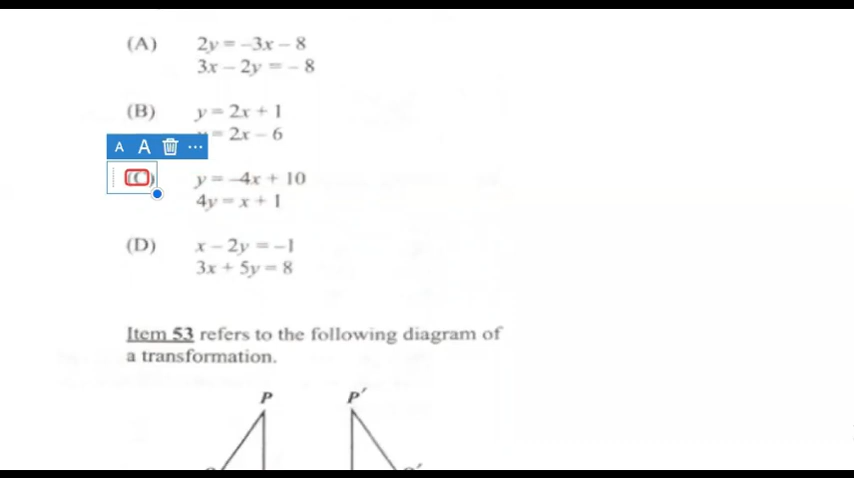 (A) 2y = –3x – 8
3x – 2y = – 8
(B) y = 2x + 1
= 2x – 6
A A ...
(C) y = –4x + 10
4y = x + 1
(D) x – 2y = –1
3x + 5y = 8
Item 53 refers to the following diagram of
a transformation.
P P′